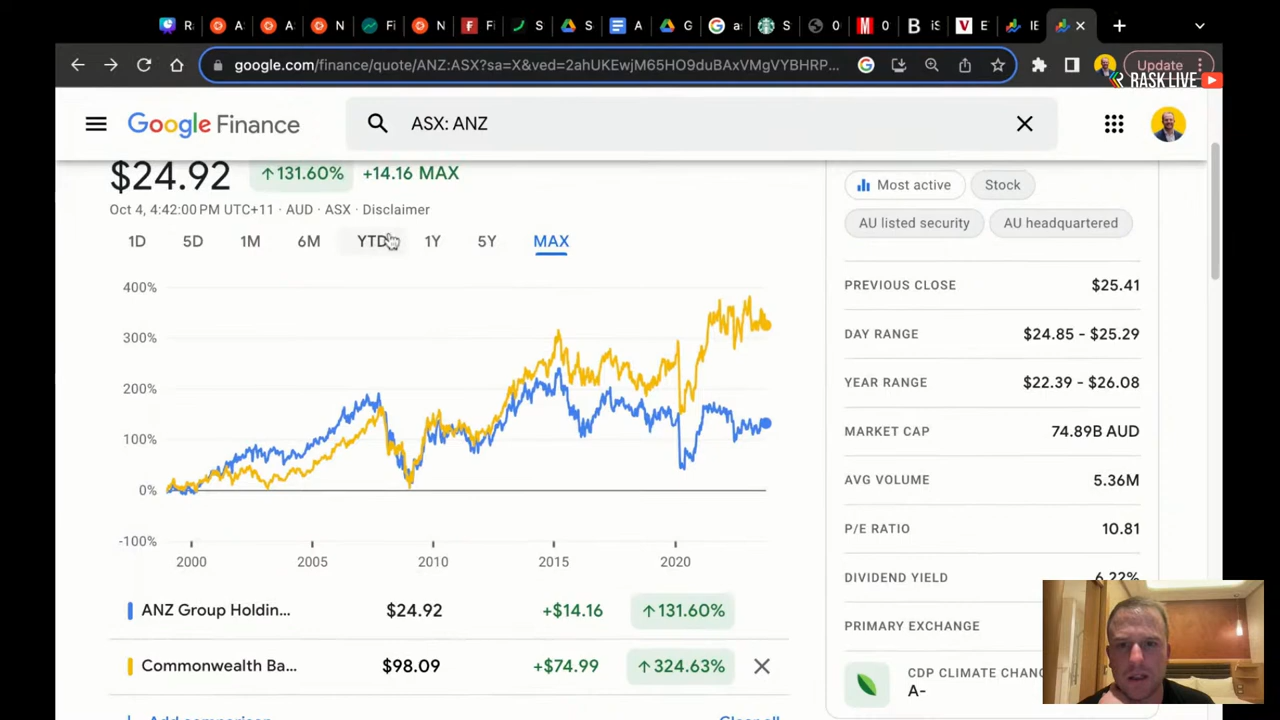 google.com/finance/quote/ANZ:ASX?sa=X&ved=2ahUKEwjM65HO9duBAxVMgVYBHRP...
Update
RASK LIVE
Google Finance
ASX: ANZ
$24.92
↑131.60%
+14.16 MAX
Oct 4, 4:42:00 PM UTC+11 · AUD · ASX · Disclaimer
1D 5D 1M 6M YTD 1Y 5Y MAX
400%
300%
200%
100%
0%
-100%
2000 2005 2010 2015 2020
ANZ Group Holdin... $24.92 +$14.16 ↑131.60%
Commonwealth Ba... $98.09 +$74.99 ↑324.63%
Most active
Stock
AU listed security
AU headquartered
PREVIOUS CLOSE $25.41
DAY RANGE $24.85 - $25.29
YEAR RANGE $22.39 - $26.08
MARKET CAP 74.89B AUD
AVG VOLUME 5.36M
P/E RATIO 10.81
DIVIDEND YIELD 6.22%
PRIMARY EXCHANGE
CDP CLIMATE CHANG
A-